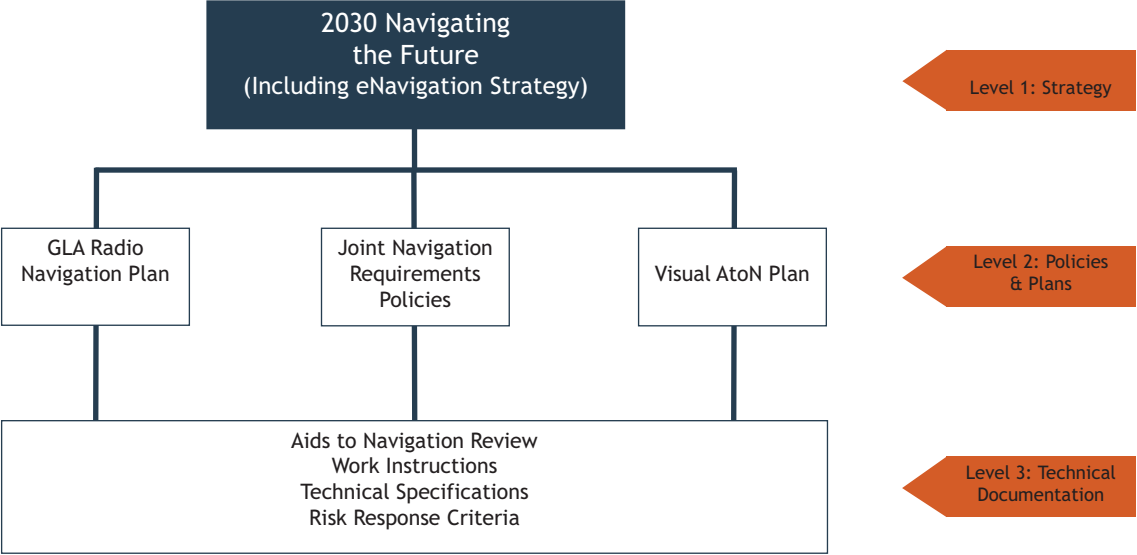 2030 Navigating
the Future
(Including eNavigation Strategy)
Level 1: Strategy
GLA Radio
Navigation Plan
Joint Navigation
Requirements
Policies
Visual AtoN Plan
Level 2: Policies
& Plans
Aids to Navigation Review
Work Instructions
Technical Specifications
Risk Response Criteria
Level 3: Technical
Documentation